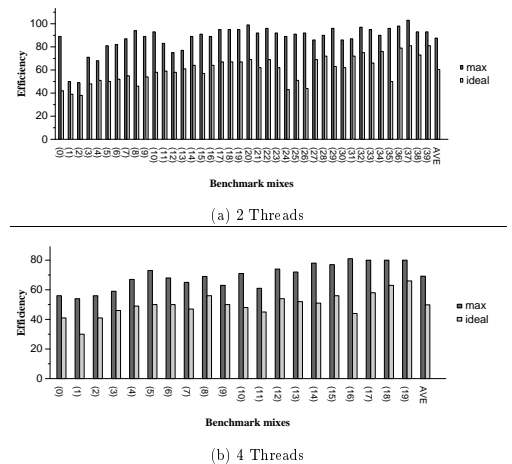 Efficiency
100
80
60
40
20
0
(0) (1) (2) (3) (4) (5) (6) (7) (8) (9) (10) (11) (12) (13) (14) (15) (16) (17) (18) (19) (20) (21) (22) (23) (24) (25) (26) (27) (28) (29) (30) (31) (32) (33) (34) (35) (36) (37) (38) (39) AVE
max
ideal
Benchmark mixes
(a) 2 Threads
Efficiency
80
60
40
20
0
(0) (1) (2) (3) (4) (5) (6) (7) (8) (9) (10) (11) (12) (13) (14) (15) (16) (17) (18) (19) AVE
max
ideal
Benchmark mixes
(b) 4 Threads